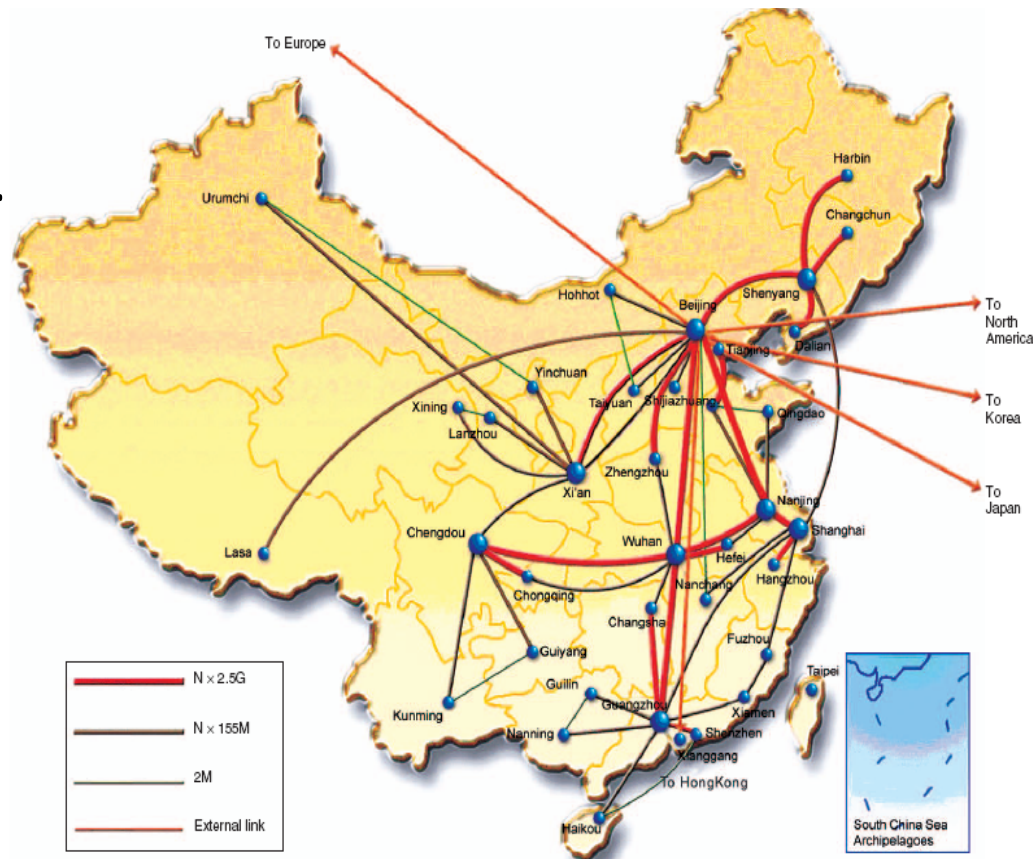 To Europe
Harbin
Urumchi
Changchun
Shenyang
Hohhot
Beijing
To
North
America
Dalian
Tianjing
Yinchuan
Taiyuan
Shijiazhuang
To
Korea
Xining
Qingdao
Lanzhou
Zhengzhou
Xi'an
Nanjing
To
Japan
Chengdou
Wuhan
Shanghai
Lasa
Hefei
Hangzhou
Nanchang
Chongqing
Changsha
Fuzhou
Guiyang
Taipei
Guilin
Guangzhou
Kunming
Xiamen
Nanning
Shenzhen
Xianggang
To HongKong
Haikou
N × 2.5G
N × 155M
2M
External link
South China Sea
Archipelagoes